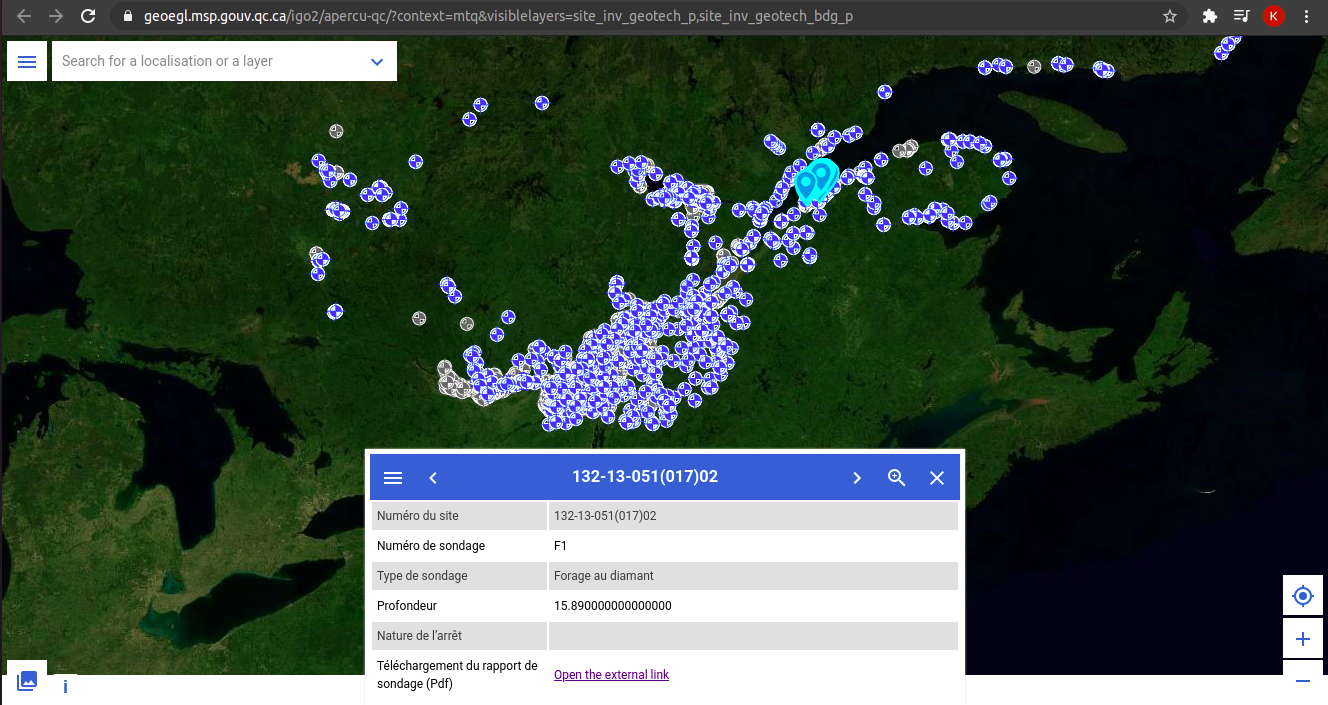 geoegl.msp.gouv.qc.ca/igo2/apercu-qc/?context=mtq&visiblelayers=site_inv_geotech_p,site_inv_geotech_bdg_p
K
Search for a localisation or a layer
132-13-051(017)02
Numéro du site 132-13-051(017)02
Numéro de sondage F1
Type de sondage Forage au diamant
Profondeur 15.890000000000000
Nature de l’arrêt
Téléchargement du rapport de
sondage (Pdf) Open the external link
i